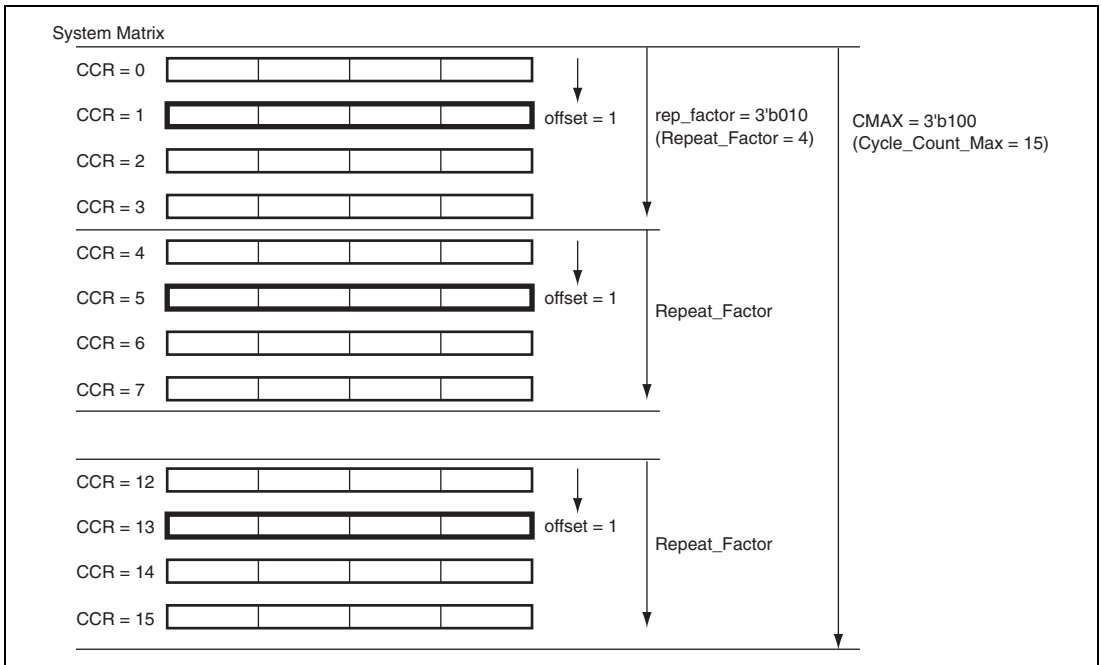 System Matrix
CCR = 0
CCR = 1
offset = 1
rep_factor = 3'b010
(Repeat_Factor = 4)
CMAX = 3'b100
(Cycle_Count_Max = 15)
CCR = 2
CCR = 3
CCR = 4
CCR = 5
offset = 1
Repeat_Factor
CCR = 6
CCR = 7
CCR = 12
CCR = 13
offset = 1
Repeat_Factor
CCR = 14
CCR = 15